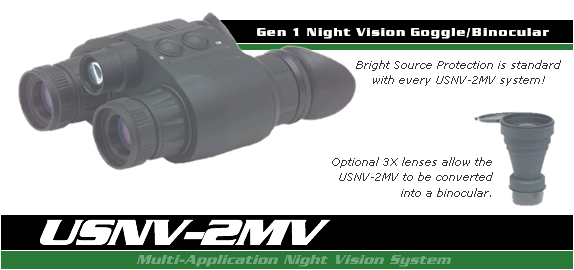 Gen 1 Night Vision Goggle/Binocular
Bright Source Protection is standard
with every USNV-2MV system!
Optional 3X lenses allow the
USNV-2MV to be converted
into a binocular.
USNV-2MV
Multi-Application Night Vision System